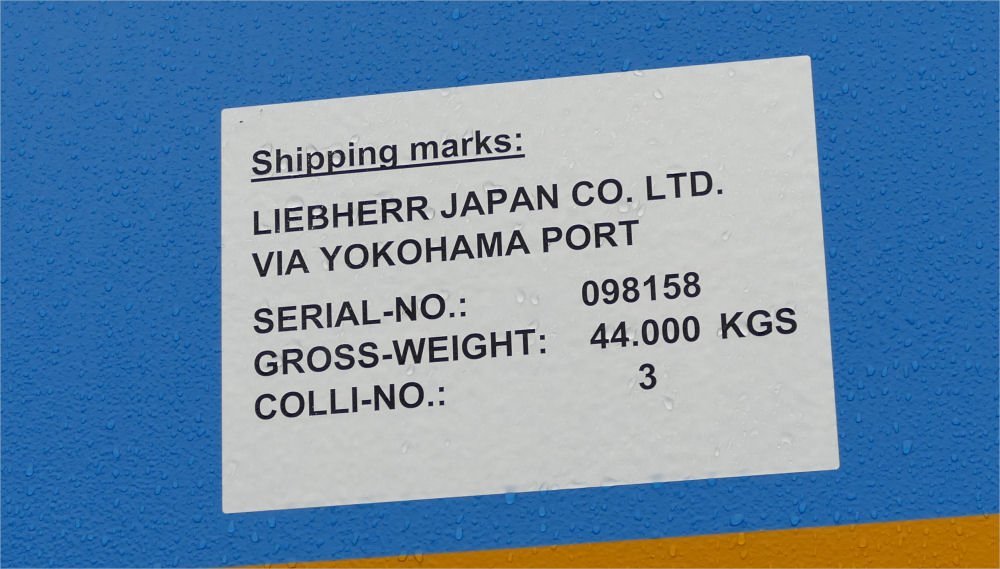 Shipping marks:
LIEBHERR JAPAN CO. LTD.
VIA YOKOHAMA PORT
SERIAL-NO.: 098158
GROSS-WEIGHT: 44.000 KGS
COLLI-NO.: 3